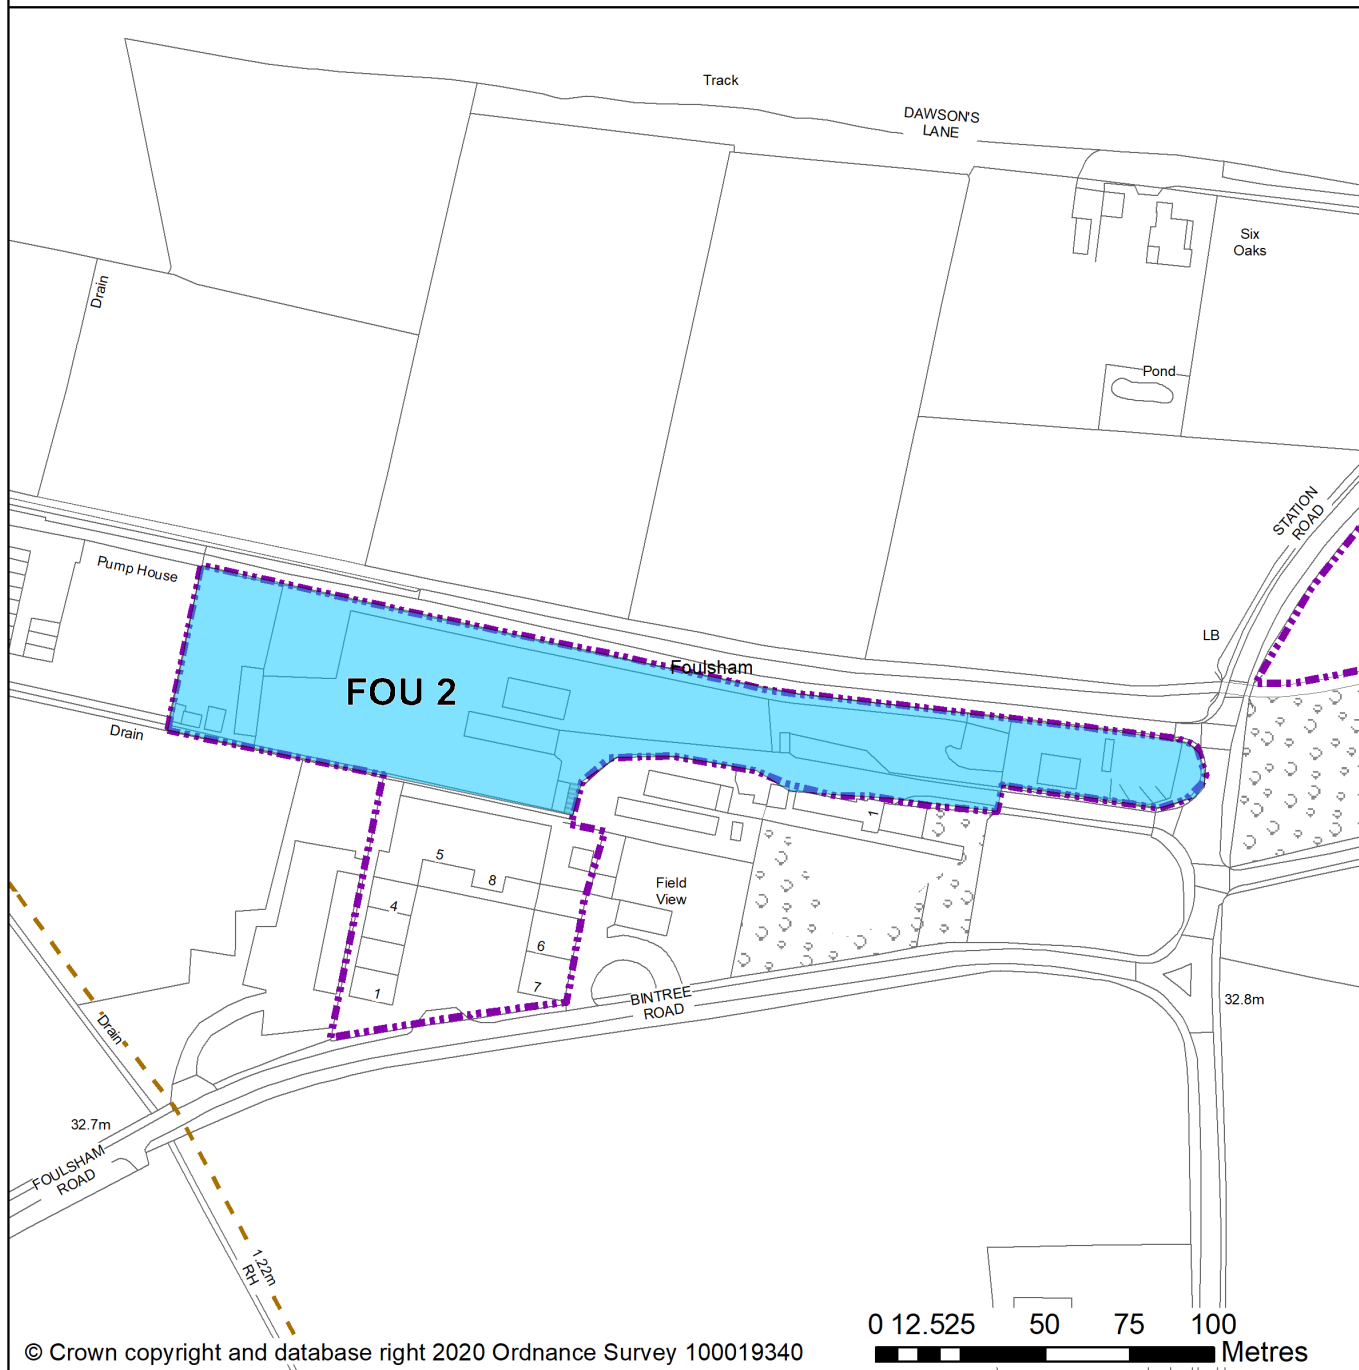 Track
DAWSON'S
LANE
Six
Oaks
Drain
Pond
STATION
ROAD
Pump House
LB
Foulsham
FOU 2
Drain
1
5
8
Field
View
4
6
7
1
BINTREE
ROAD
32.8m
Drain
32.7m
FOULSHAM
ROAD
1.22m
RH
0 12.525 50 75 100
Metres
© Crown copyright and database right 2020 Ordnance Survey 100019340